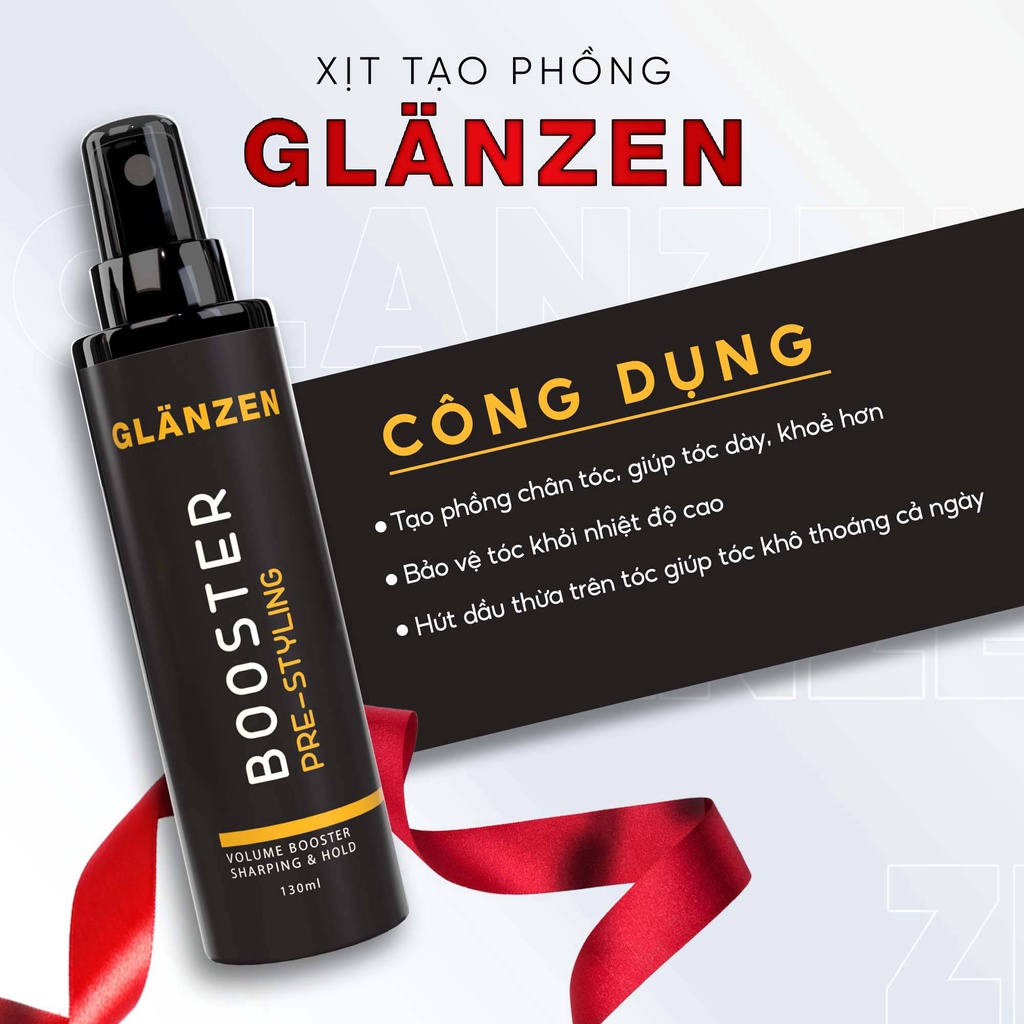 XỊT TẠO PHỒNG
GLÄNZEN
CÔNG DỤNG
• Tạo phồng chân tóc, giúp tóc dày, khoẻ hơn
• Bảo vệ tóc khỏi nhiệt độ cao
• Hút dầu thừa trên tóc giúp tóc khô thoáng cả ngày
GLÄNZEN
BOOSTER
PRE-STYLING
VOLUME BOOSTER
SHARPING & HOLD
130ml